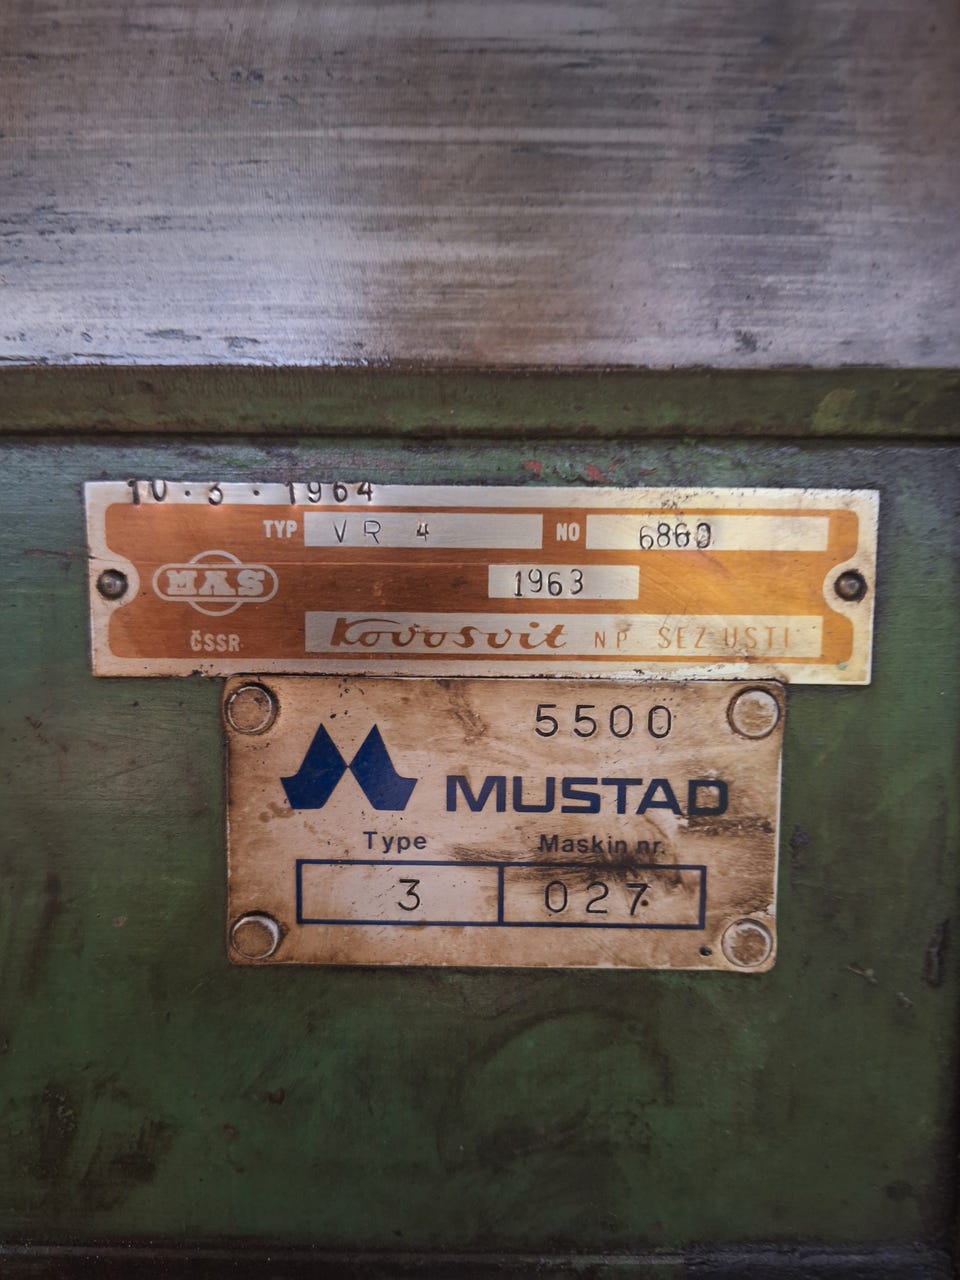 10.3.1964
TYP VR 4 NO 6860
MAS 1963
ČSSR Kovosvit NP SEZ. USTI
5500
MUSTAD
Type Maskin nr.
3 027